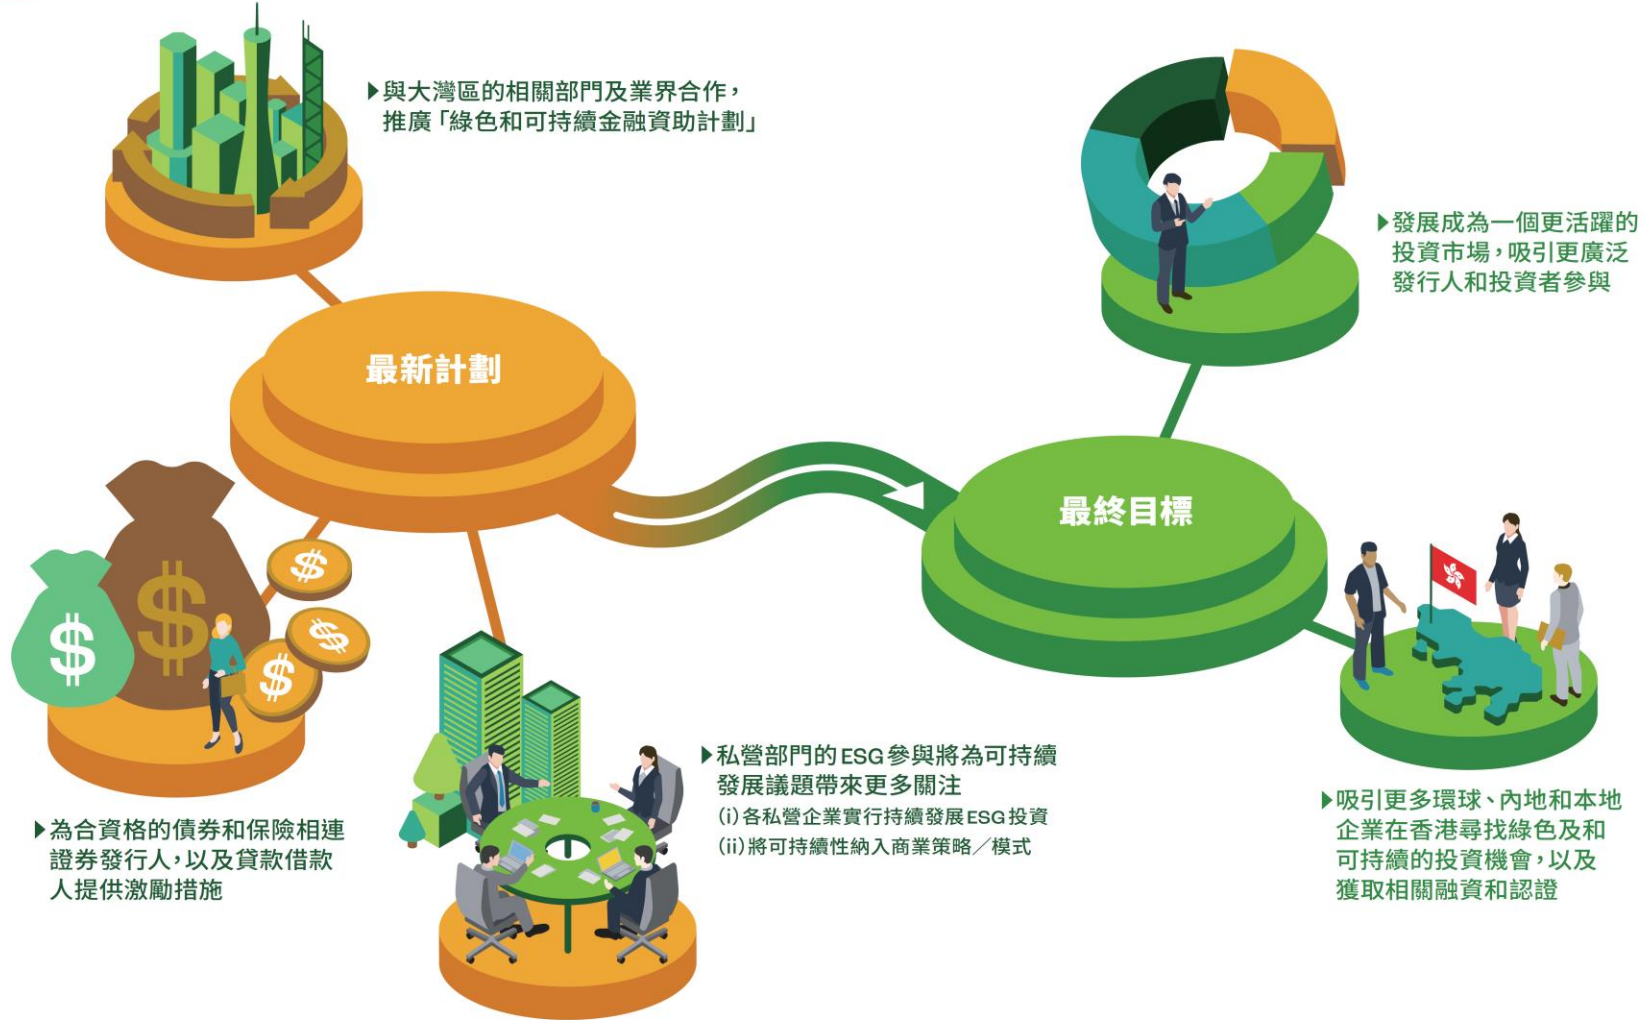 ▶與大灣區的相關部門及業界合作，
推廣「綠色和可持續金融資助計劃」
最新計劃
▶為合資格的債券和保險相連
證券發行人，以及貸款借款
人提供激勵措施
$
$
$
$
$
▶私營部門的ESG參與將為可持續
發展議題帶來更多關注
(i)各私營企業實行持續發展ESG投資
(ii)將可持續性納入商業策略／模式
最終目標
▶發展成為一個更活躍的
投資市場，吸引更廣泛
發行人和投資者參與
▶吸引更多環球、內地和本地
企業在香港尋找綠色及和
可持續的投資機會，以及
獲取相關融資和認證